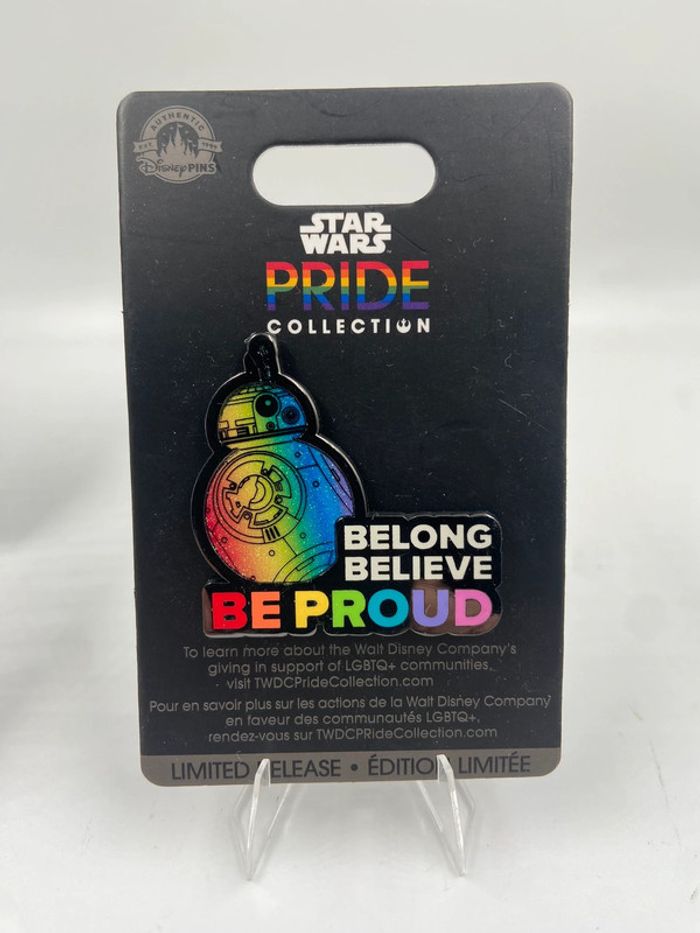 AUTHENTIC
Disney PINS
STAR
WARS
PRIDE
COLLECTION
BELONG
BELIEVE
BE PROUD
To learn more about the Walt Disney Company's
giving in support of LGBTQ+ communities,
visit TWDCPrideCollection.com
Pour en savoir plus sur les actions de la Walt Disney Company
en faveur des communautés LGBTQ+,
rendez-vous sur TWDCPRideCollection.com
LIMITED RELEASE • ÉDITION LIMITÉE